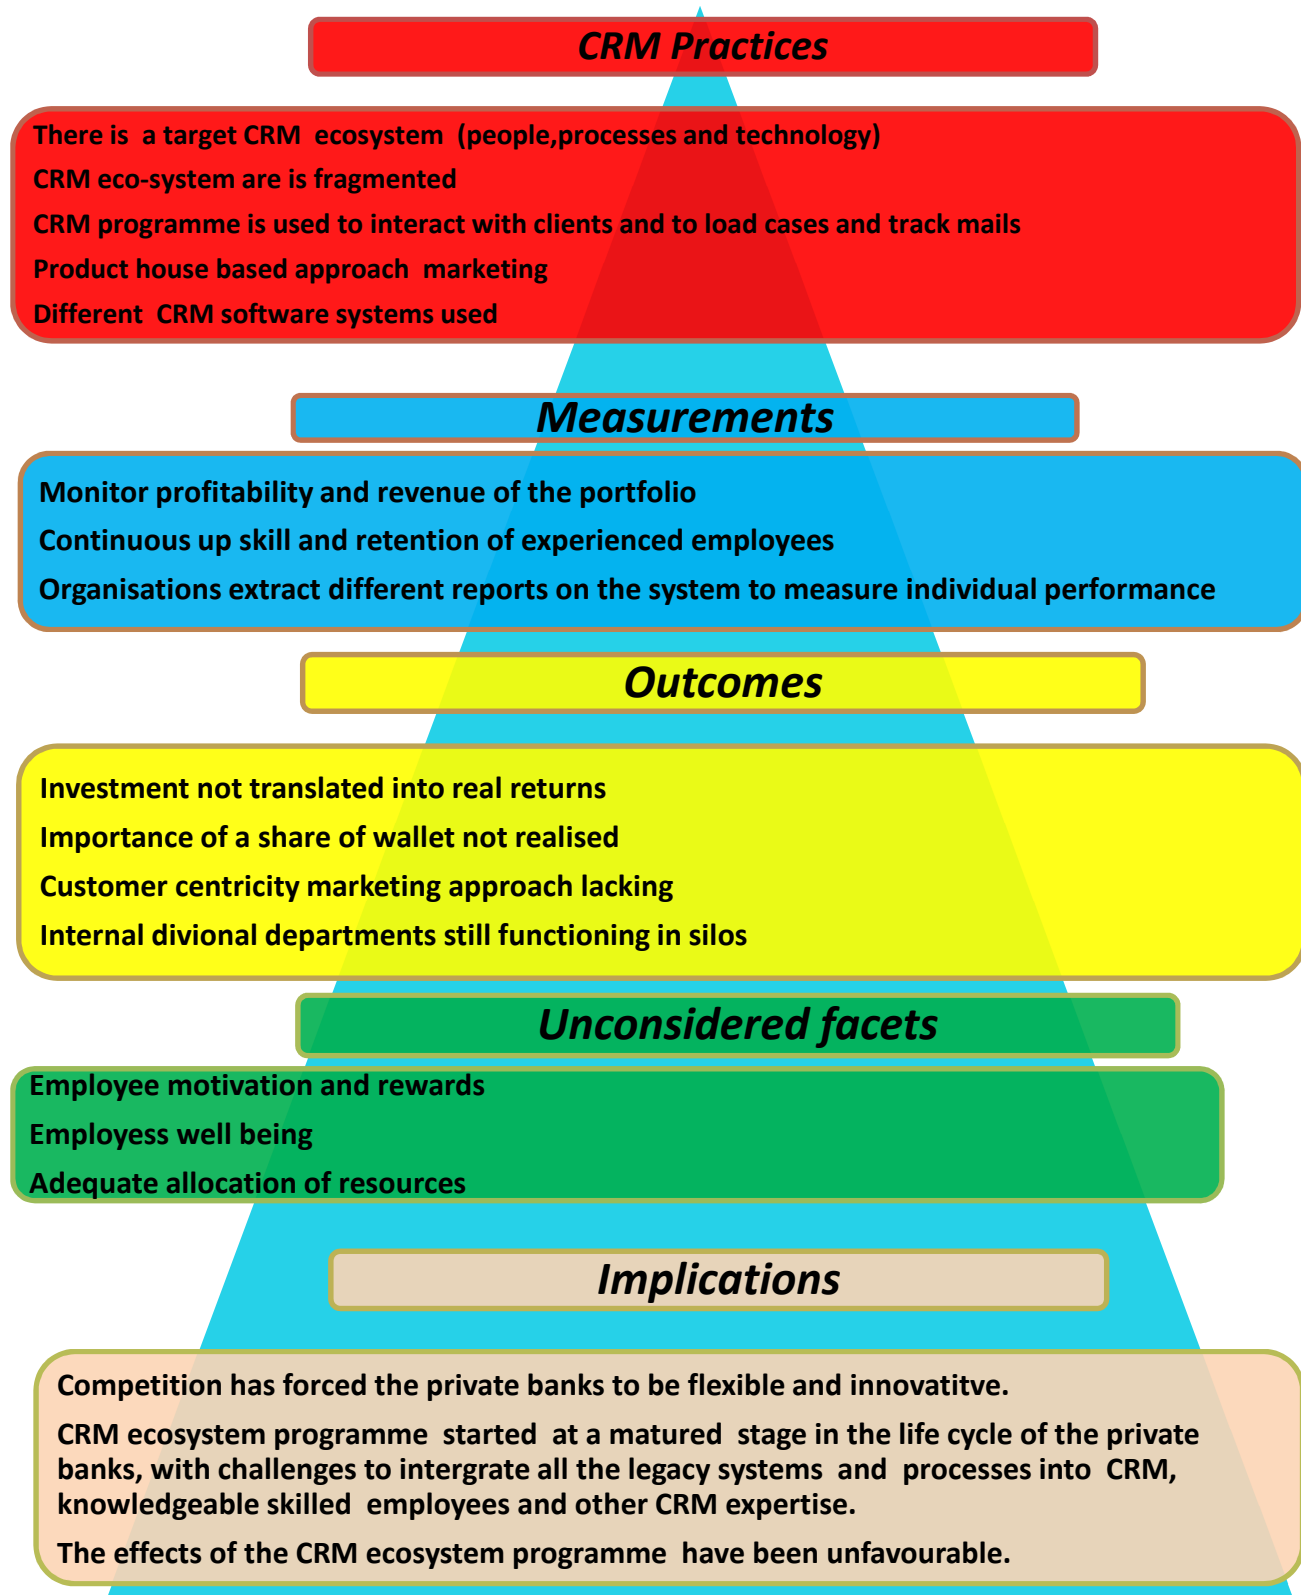 CRM Practices
There is a target CRM ecosystem (people,processes and technology)
CRM eco-system are is fragmented
CRM programme is used to interact with clients and to load cases and track mails
Product house based approach marketing
Different CRM software systems used
Measurements
Monitor profitability and revenue of the portfolio
Continuous up skill and retention of experienced employees
Organisations extract different reports on the system to measure individual performance
Outcomes
Investment not translated into real returns
Importance of a share of wallet not realised
Customer centricity marketing approach lacking
Internal divional departments still functioning in silos
Unconsidered facets
Employee motivation and rewards
Employess well being
Adequate allocation of resources
Implications
Competition has forced the private banks to be flexible and innovatitve.
CRM ecosystem programme started at a matured stage in the life cycle of the private
banks, with challenges to intergrate all the legacy systems and processes into CRM,
knowledgeable skilled employees and other CRM expertise.
The effects of the CRM ecosystem programme have been unfavourable.